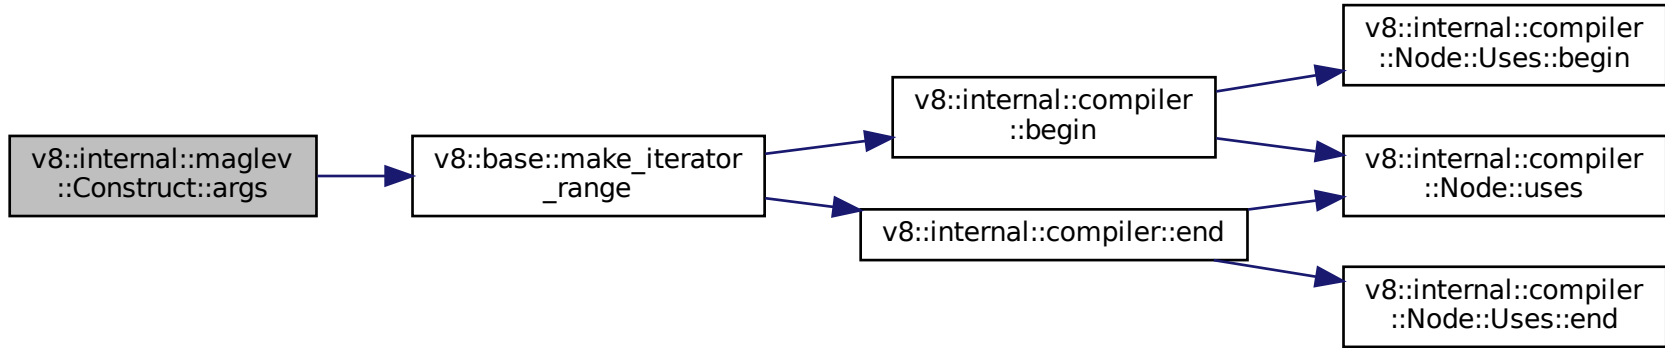 v8::internal::maglev
::Construct::args
v8::base::make_iterator
_range
v8::internal::compiler
::begin
v8::internal::compiler::end
v8::internal::compiler
::Node::Uses::begin
v8::internal::compiler
::Node::uses
v8::internal::compiler
::Node::Uses::end